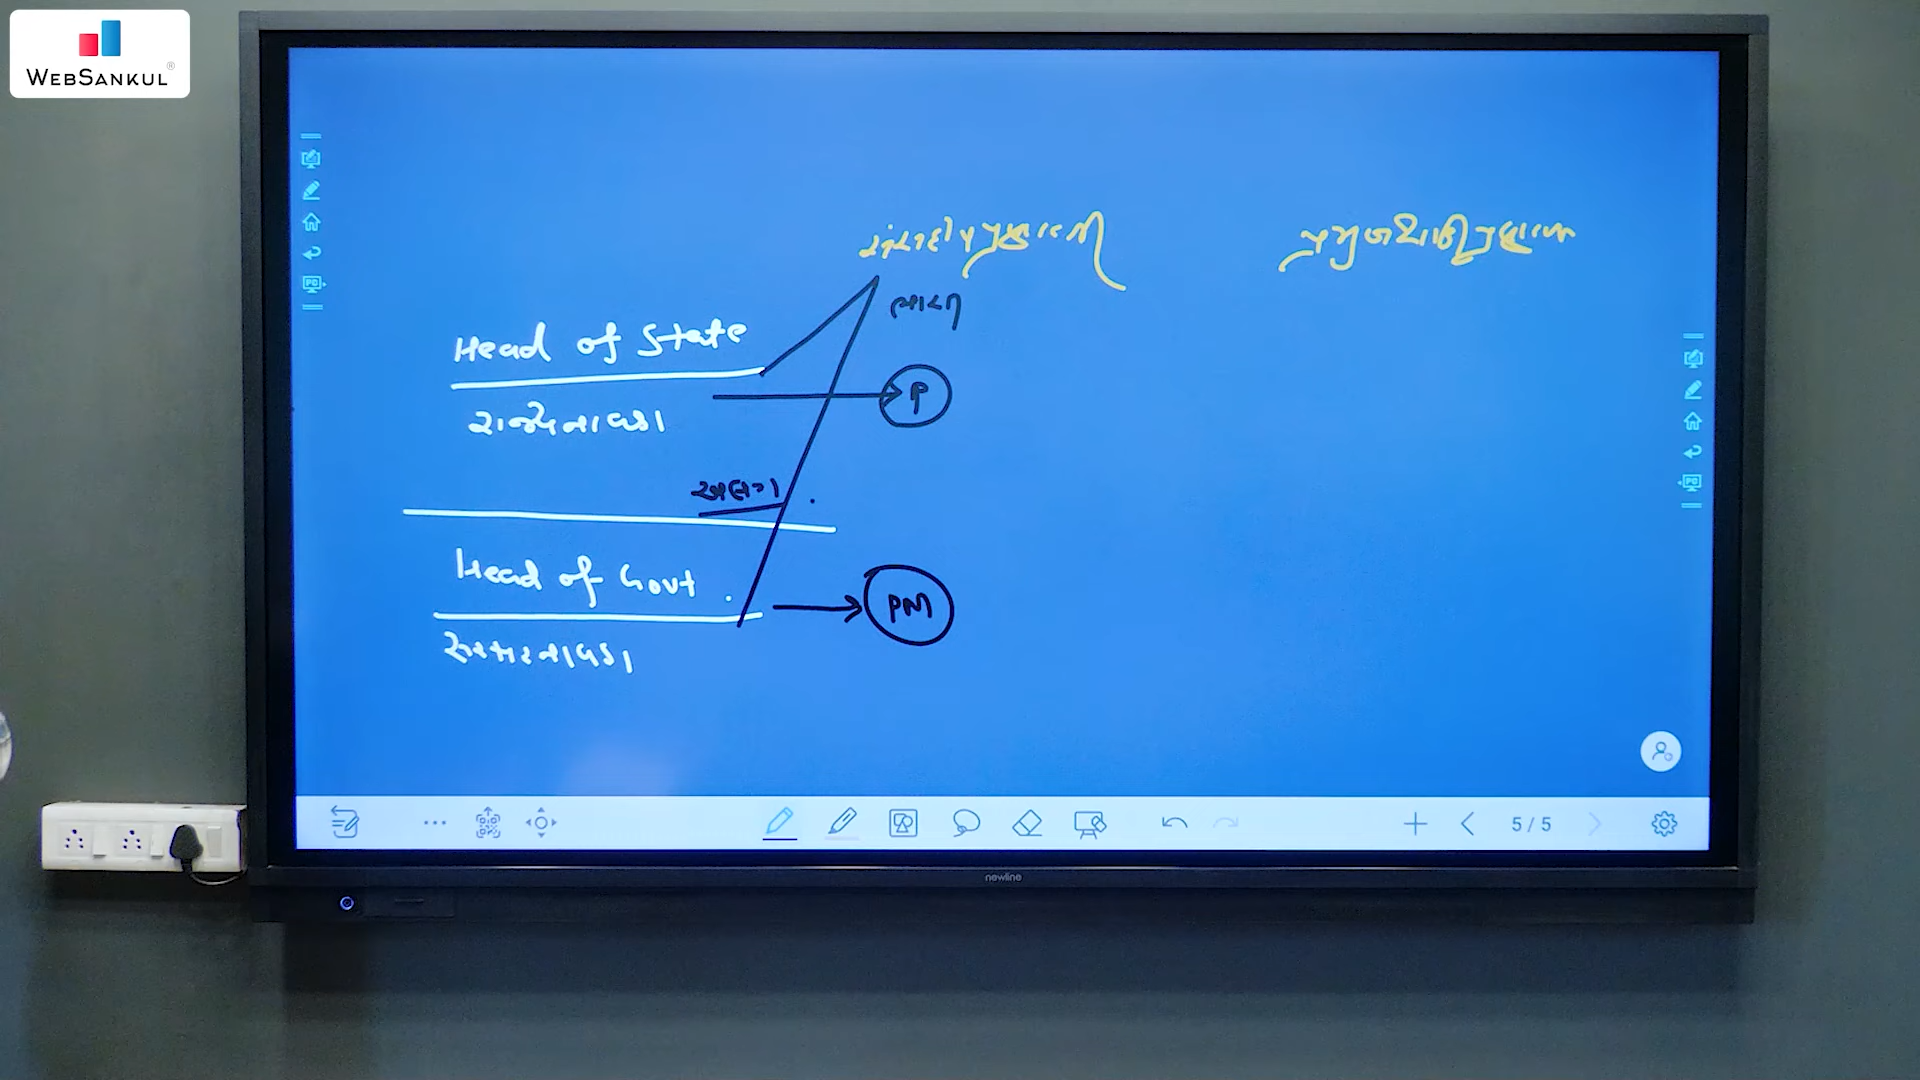 WEBSANKUL®
સંસદીય પ્રણાલી
પ્રમુખશાહી પ્રણાલી
ભારત
Head of State
P
રાજ્યના વડા
અલગ
Head of Govt.
PM
સરકારના વડા
5/5
newline